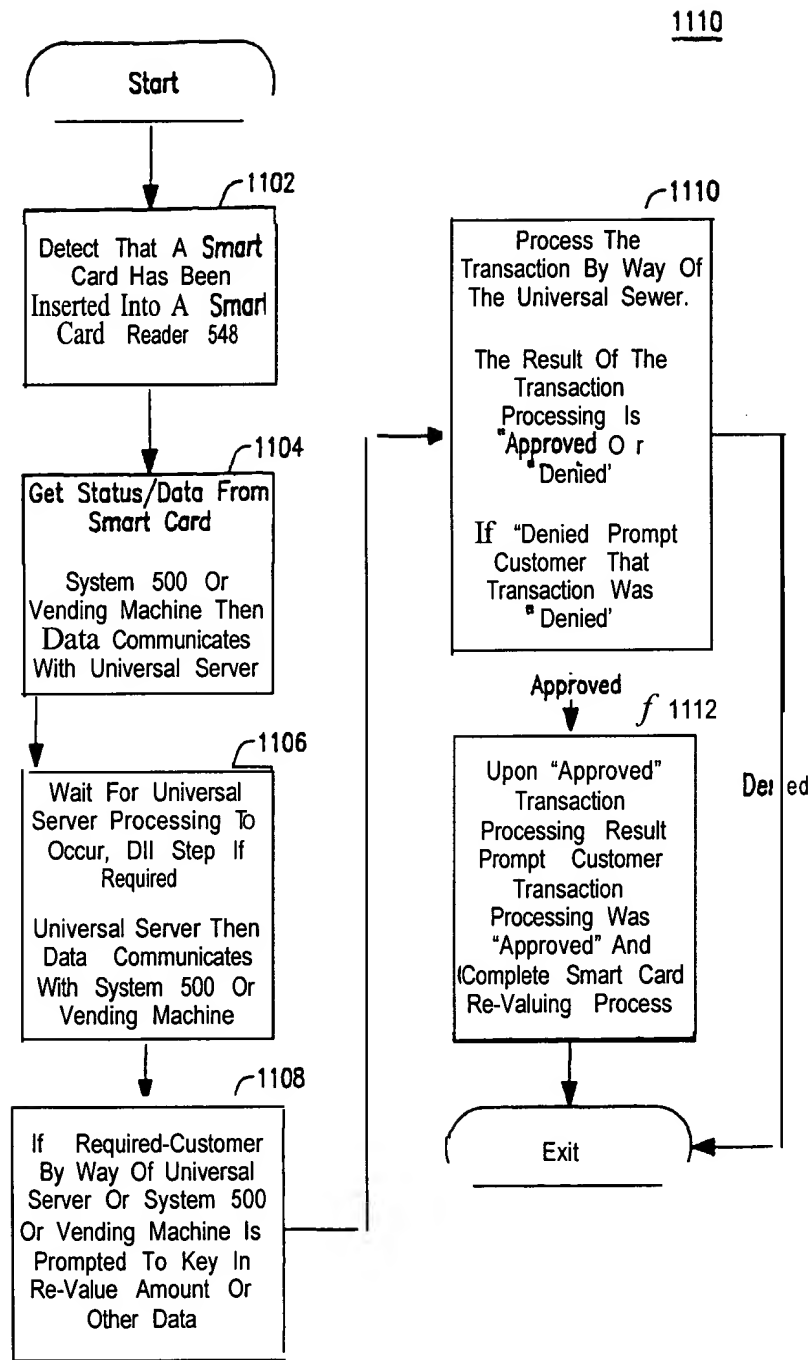 1110
Start
1102
Detect That A Smart
Card Has Been
Inserted Into A Smart
Card Reader 548
1104
Get Status/Data From
Smart Card
System 500 Or
Vending Machine Then
Data Communicates
With Universal Server
1106
Wait For Universal
Server Processing To
Occur, DII Step If
Required
Universal Server Then
Data Communicates
With System 500 Or
Vending Machine
1108
If Required-Customer
By Way Of Universal
Server Or System 500
Or Vending Machine Is
Prompted To Key In
Re-Value Amount Or
Other Data
1110
Process The
Transaction By Way Of
The Universal Sewer.
The Result Of The
Transaction
Processing Is
"Approved O r
"Denied'
If "Denied Prompt
Customer That
Transaction Was
"Denied'
Approved
f 1112
Upon "Approved"
Transaction
Processing Result
Prompt Customer
Transaction
Processing Was
"Approved" And
(Complete Smart Card
Re-Valuing Process
Denied
Exit